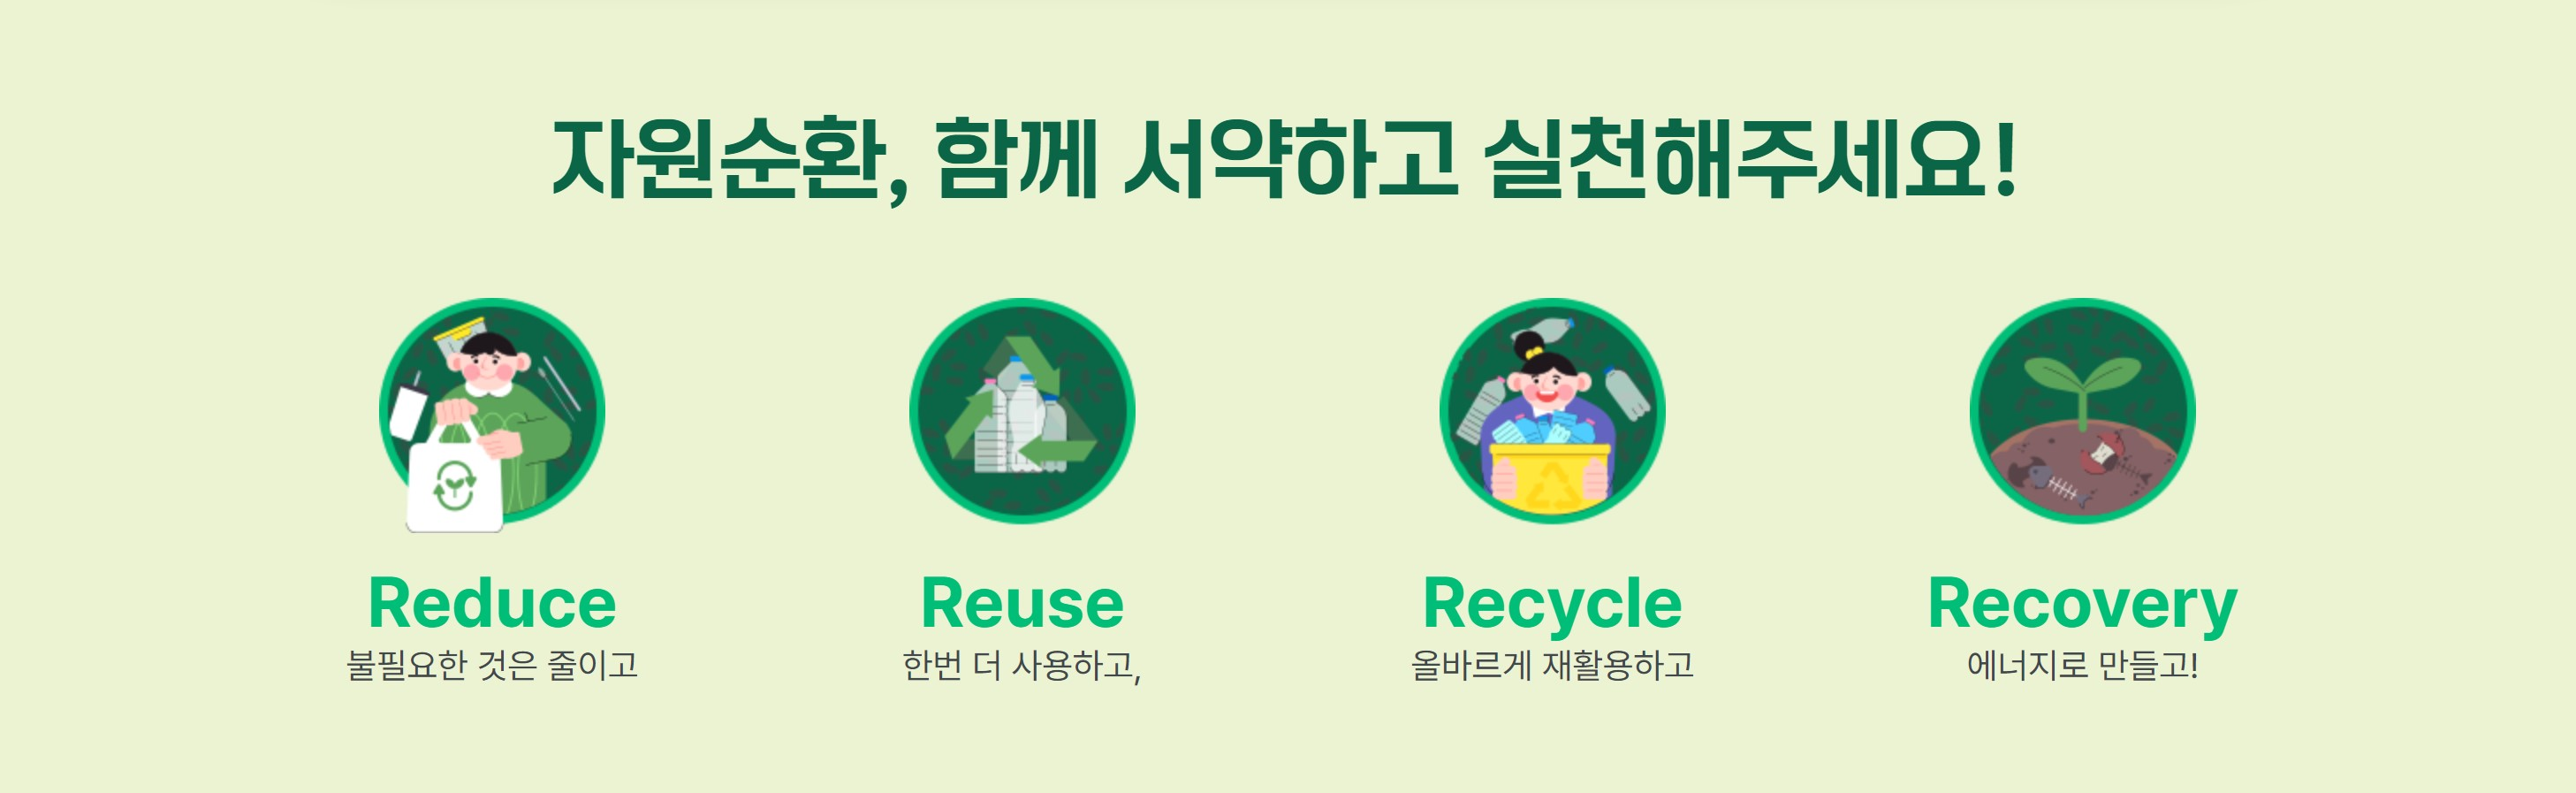 자원순환, 함께 서약하고 실천해주세요!
Reduce
불필요한 것은 줄이고
Reuse
한번 더 사용하고,
Recycle
올바르게 재활용하고
Recovery
에너지로 만들고!